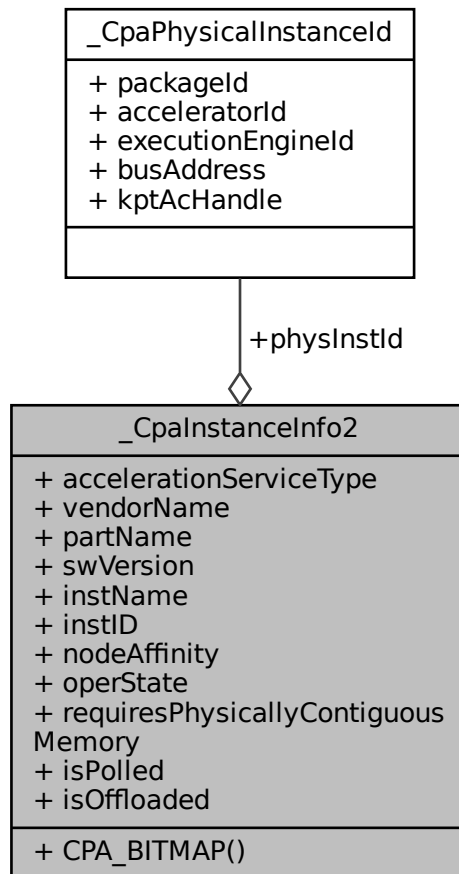 _CpaPhysicalInstanceId
+ packageId
+ acceleratorId
+ executionEngineId
+ busAddress
+ kptAcHandle
+physInstId
_CpaInstanceInfo2
+ accelerationServiceType
+ vendorName
+ partName
+ swVersion
+ instName
+ instID
+ nodeAffinity
+ operState
+ requiresPhysicallyContiguous
Memory
+ isPolled
+ isOffloaded
+ CPA_BITMAP()